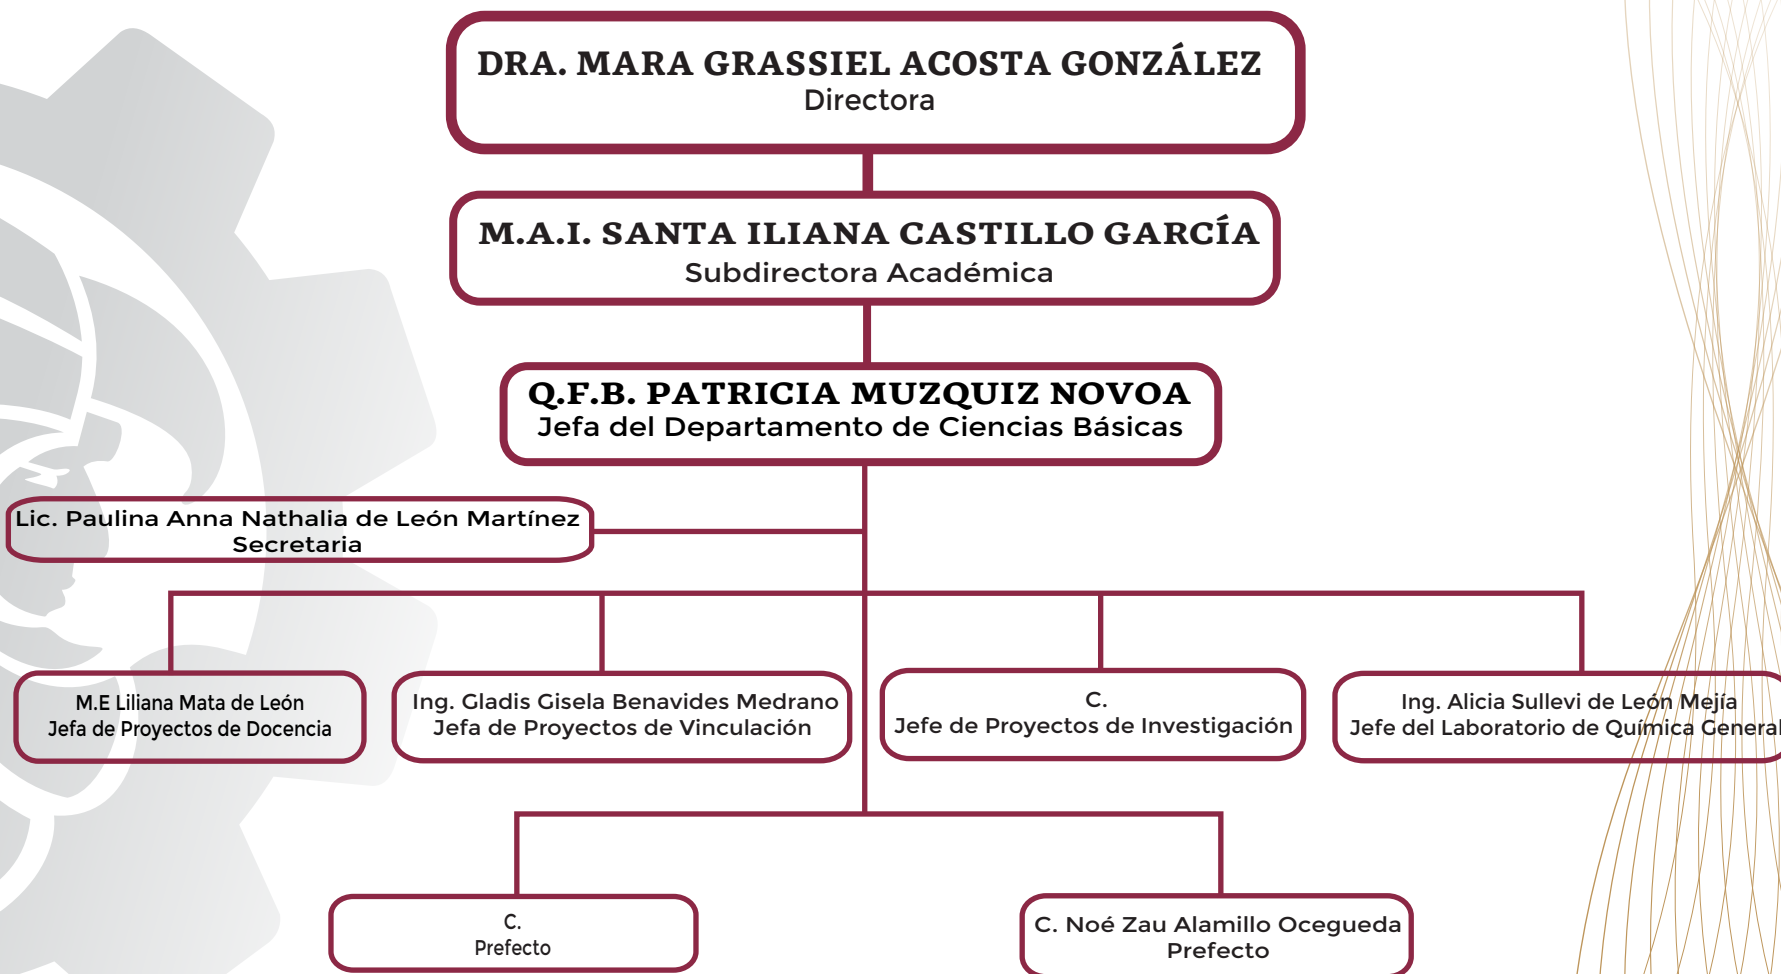 DRA. MARA GRASSIEL ACOSTA GONZÁLEZ
Directora
M.A.I. SANTA ILIANA CASTILLO GARCÍA
Subdirectora Académica
Q.F.B. PATRICIA MUZQUIZ NOVOA
Jefa del Departamento de Ciencias Básicas
Lic. Paulina Anna Nathalia de León Martínez
Secretaria
M.E Liliana Mata de León
Jefa de Proyectos de Docencia
Ing. Gladis Gisela Benavides Medrano
Jefa de Proyectos de Vinculación
C.
Jefe de Proyectos de Investigación
Ing. Alicia Sullevi de León Mejía
Jefe del Laboratorio de Química General
C.
Prefecto
C. Noé Zau Alamillo Ocegueda
Prefecto